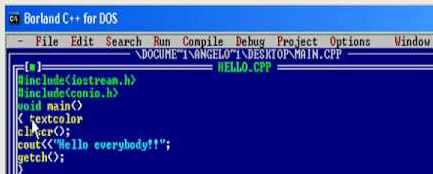 Borland C++ for DOS
File Edit Search Run Compile Debug Project Options Window
\DOCUME~1\ANGELO~1\DESKTOP\MAIN.CPP
[■] HELLO.CPP
#include<iostream.h>
#include<conio.h>
void main()
{ textcolor
clrscr();
cout<<"Hello everybody!!";
getch();
}